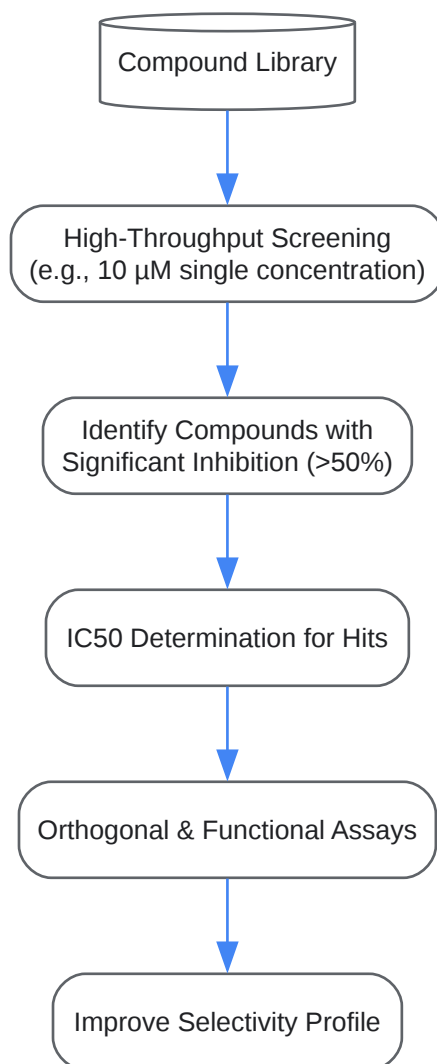 Compound Library
High-Throughput Screening
(e.g., 10 µM single concentration)
Identify Compounds with
Significant Inhibition (>50%)
IC50 Determination for Hits
Orthogonal & Functional Assays
Improve Selectivity Profile